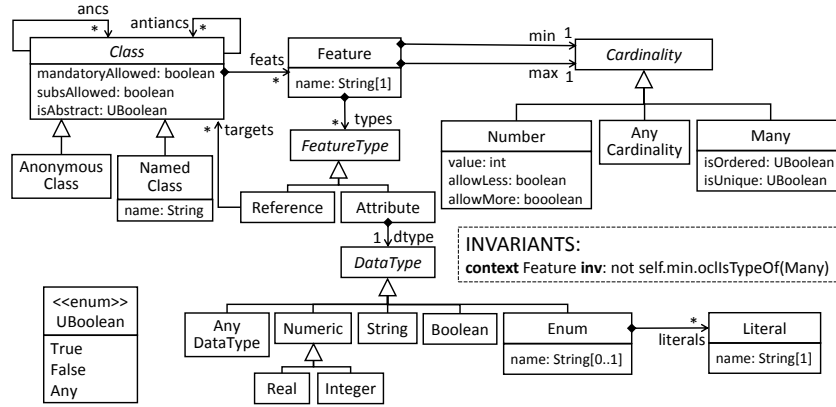 ancs
antiancs
*
*
Class
mandatoryAllowed: boolean
subsAllowed: boolean
isAbstract: UBoolean
feats
*
Feature
name: String[1]
min
1
max
1
Cardinality
*
targets
*
types
Anonymous
Class
Named
Class
name: String
FeatureType
Number
value: int
allowLess: boolean
allowMore: booolean
Any
Cardinality
Many
isOrdered: UBoolean
isUnique: UBoolean
Reference
Attribute
1
dtype
DataType
INVARIANTS:
context Feature inv: not self.min.oclIsTypeOf(Many)
<<enum>>
UBoolean
True
False
Any
Any
DataType
Numeric
String
Boolean
Enum
name: String[0..1]
*
literals
Literal
name: String[1]
Real
Integer